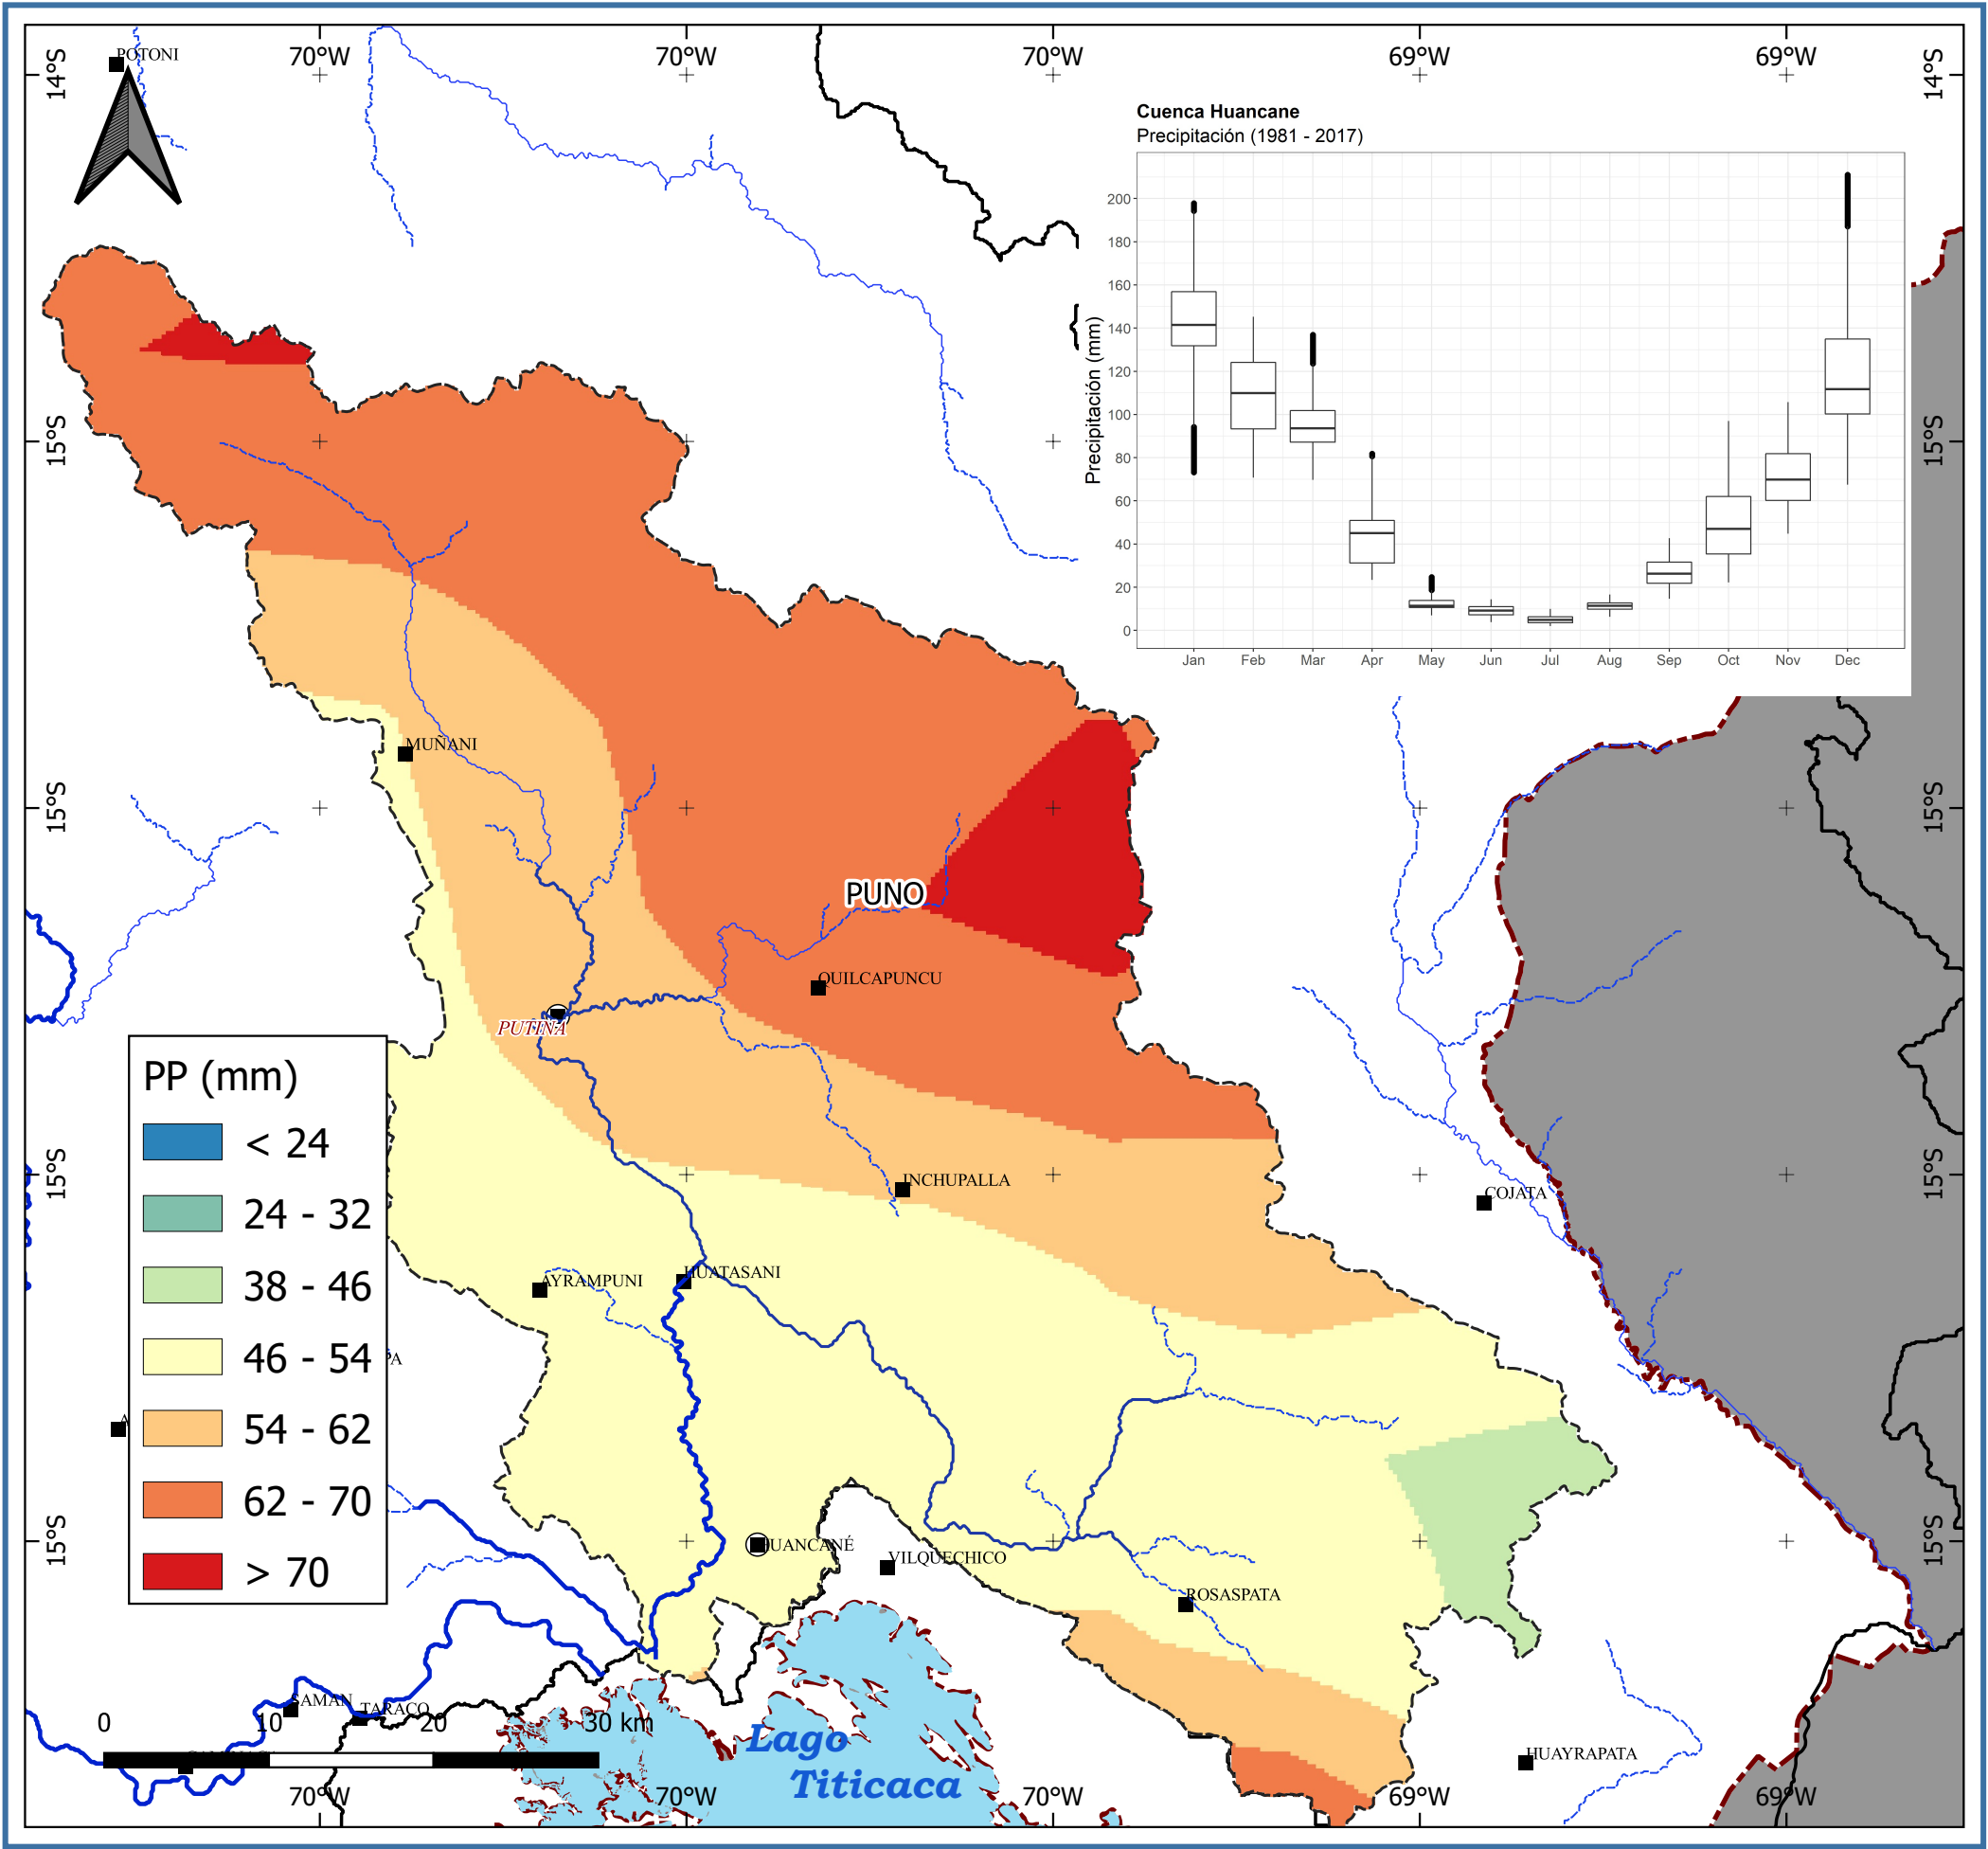 POTONI
70°W
70°W
70°W
69°W
69°W
14°S
14°S
Cuenca Huancane
Precipitación (1981 - 2017)
Precipitación (mm)
200
180
160
140
120
100
80
60
40
20
0
Jan
Feb
Mar
Apr
May
Jun
Jul
Aug
Sep
Oct
Nov
Dec
15°S
15°S
MUÑANI
15°S
15°S
PUNO
QUILCAPUNCU
PUTINA
PP (mm)
< 24
24 - 32
38 - 46
46 - 54
54 - 62
62 - 70
> 70
15°S
15°S
INCHUPALLA
COJATA
AYRAMPUNI
HUATASANI
PA
A
15°S
15°S
HUANCANÉ
VILQUECHICO
ROSASPATA
SAMAN
TARACO
0
10
20
30 km
Lago
Titicaca
HUAYRAPATA
70°W
70°W
70°W
69°W
69°W